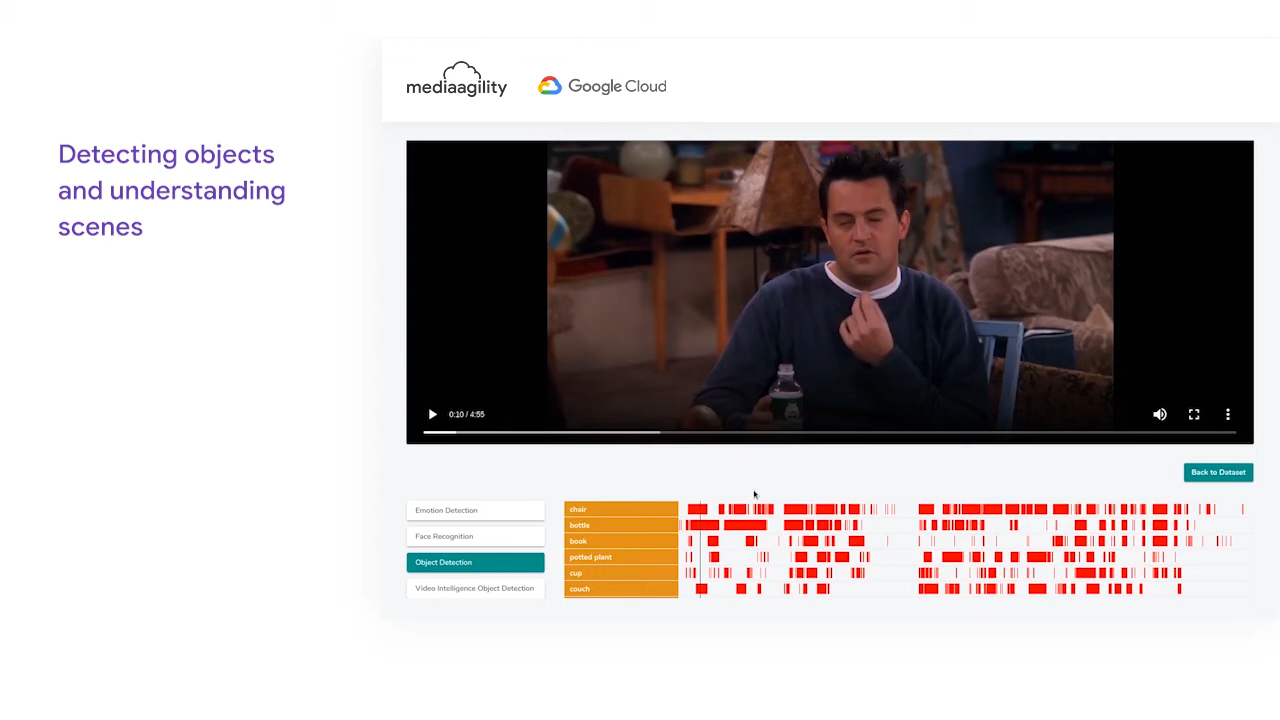 mediaagility
Google Cloud
Detecting objects
and understanding
scenes
0:10 / 4:55
Back to Dataset
Emotion Detection
Face Recognition
Object Detection
Video Intelligence Object Detection
chair
bottle
book
potted plant
cup
couch